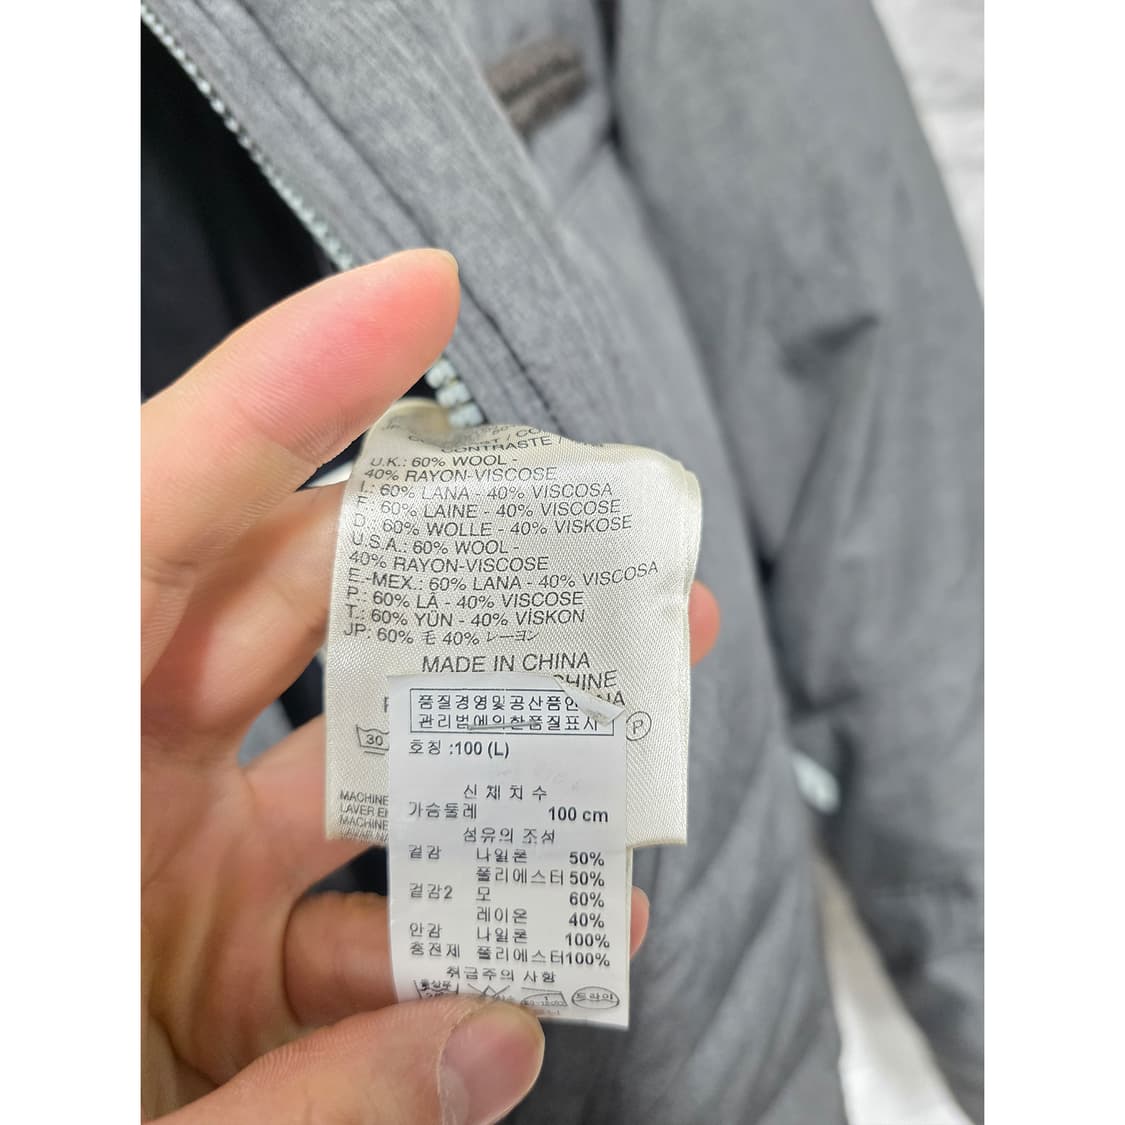 CONTRASTE /
U.K.: 60% WOOL -
40% RAYON-VISCOSE
I.: 60% LANA - 40% VISCOSA
F.: 60% LAINE - 40% VISCOSE
D.: 60% WOLLE - 40% VISKOSE
U.S.A.: 60% WOOL -
40% RAYON-VISCOSE
E.-MEX.: 60% LANA - 40% VISCOSA
P.: 60% LÃ - 40% VISCOSE
T.: 60% YÜN - 40% VİSKON
JP: 60% 毛 40% レーヨン
MADE IN CHINA
품질경영및공산품안
관리법에의한품질표시
P
30
호칭 :100 (L)
신체치수
가슴둘레 100 cm
섬유의 조성
겉감 나일론 50%
폴리에스터 50%
겉감2 모 60%
레이온 40%
안감 나일론 100%
충전제 폴리에스터100%
취급주의 사항
드라이
MACHINE
LAVER EN
MACHINE